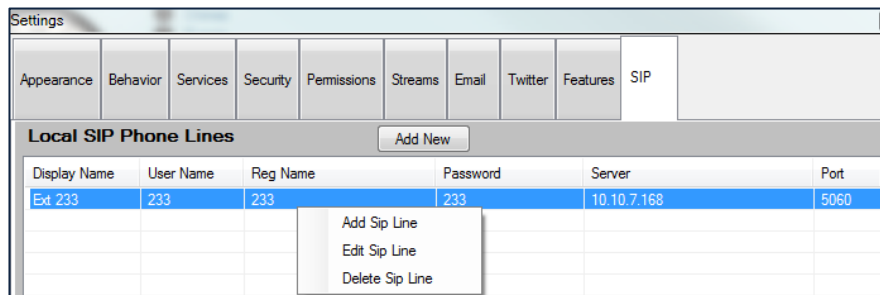 Settings
Appearance Behavior Services Security Permissions Streams Email Twitter Features SIP
Local SIP Phone Lines Add New
Display Name User Name Reg Name Password Server Port
Ext 233 233 233 233 10.10.7.168 5060
Add Sip Line
Edit Sip Line
Delete Sip Line